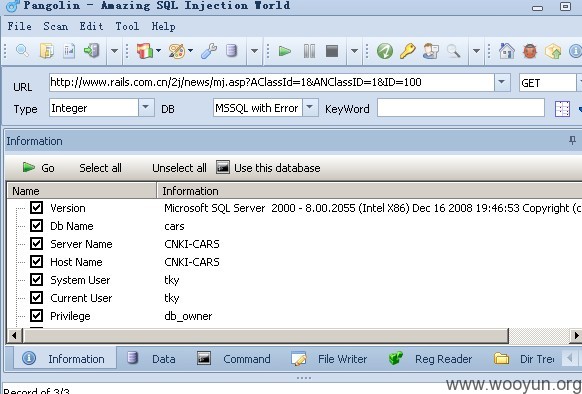 Pangolin - Amazing SQL Injection World
File Scan Edit Tool Help
URL http://www.rails.com.cn/2j/news/mj.asp?AClassId=1&ANClassID=1&ID=100 GET
Type Integer DB MSSQL with Error KeyWord
Information
Go Select all Unselect all Use this database
Name Information
Version Microsoft SQL Server 2000 - 8.00.2055 (Intel X86) Dec 16 2008 19:46:53 Copyright (c
Db Name cars
Server Name CNKI-CARS
Host Name CNKI-CARS
System User tky
Current User tky
Privilege db_owner
Information Data Command File Writer Reg Reader Dir Tree
www.wooyun.org
Record of 3/3